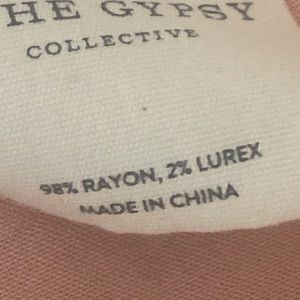 HE GYPSY
COLLECTIVE
98% RAYON, 2% LUREX
MADE IN CHINA